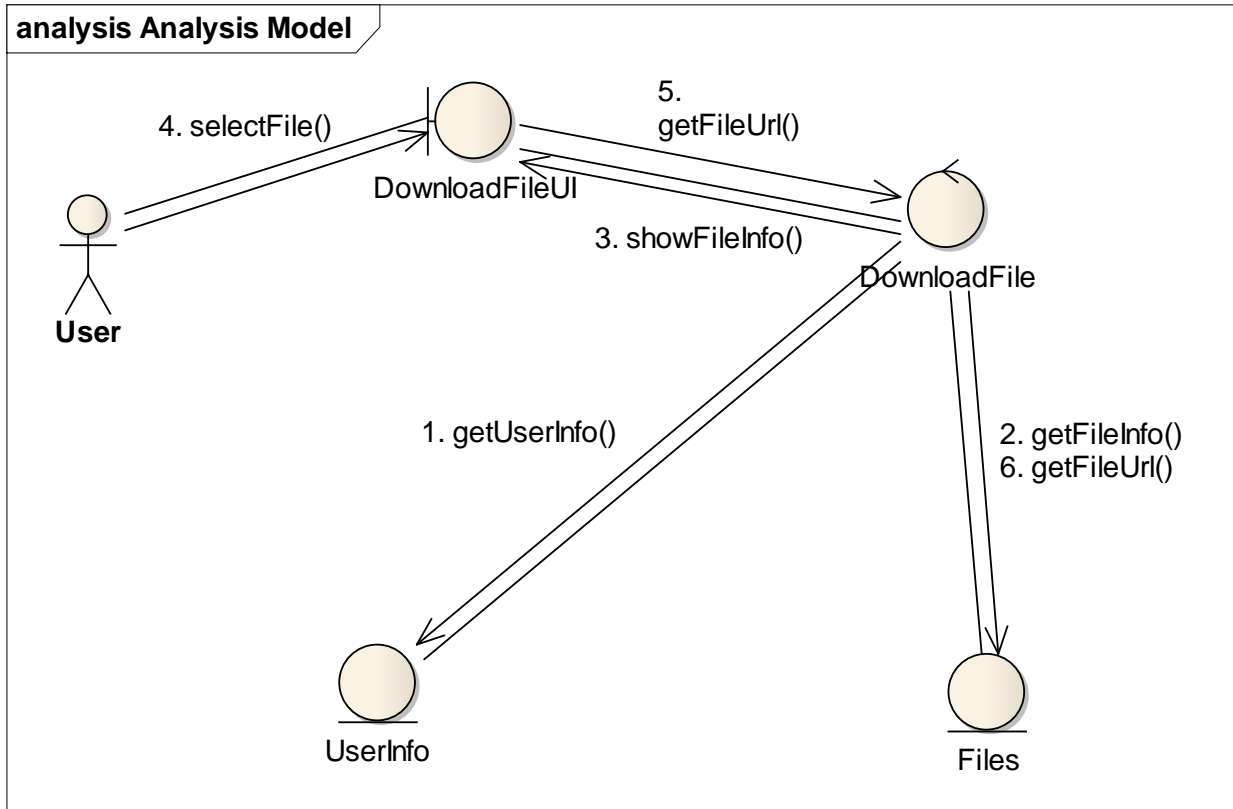 analysis Analysis Model
4. selectFile()
5.
getFileUrl()
DownloadFileUI
3. showFileInfo()
DownloadFile
User
1. getUserInfo()
2. getFileInfo()
6. getFileUrl()
UserInfo
Files